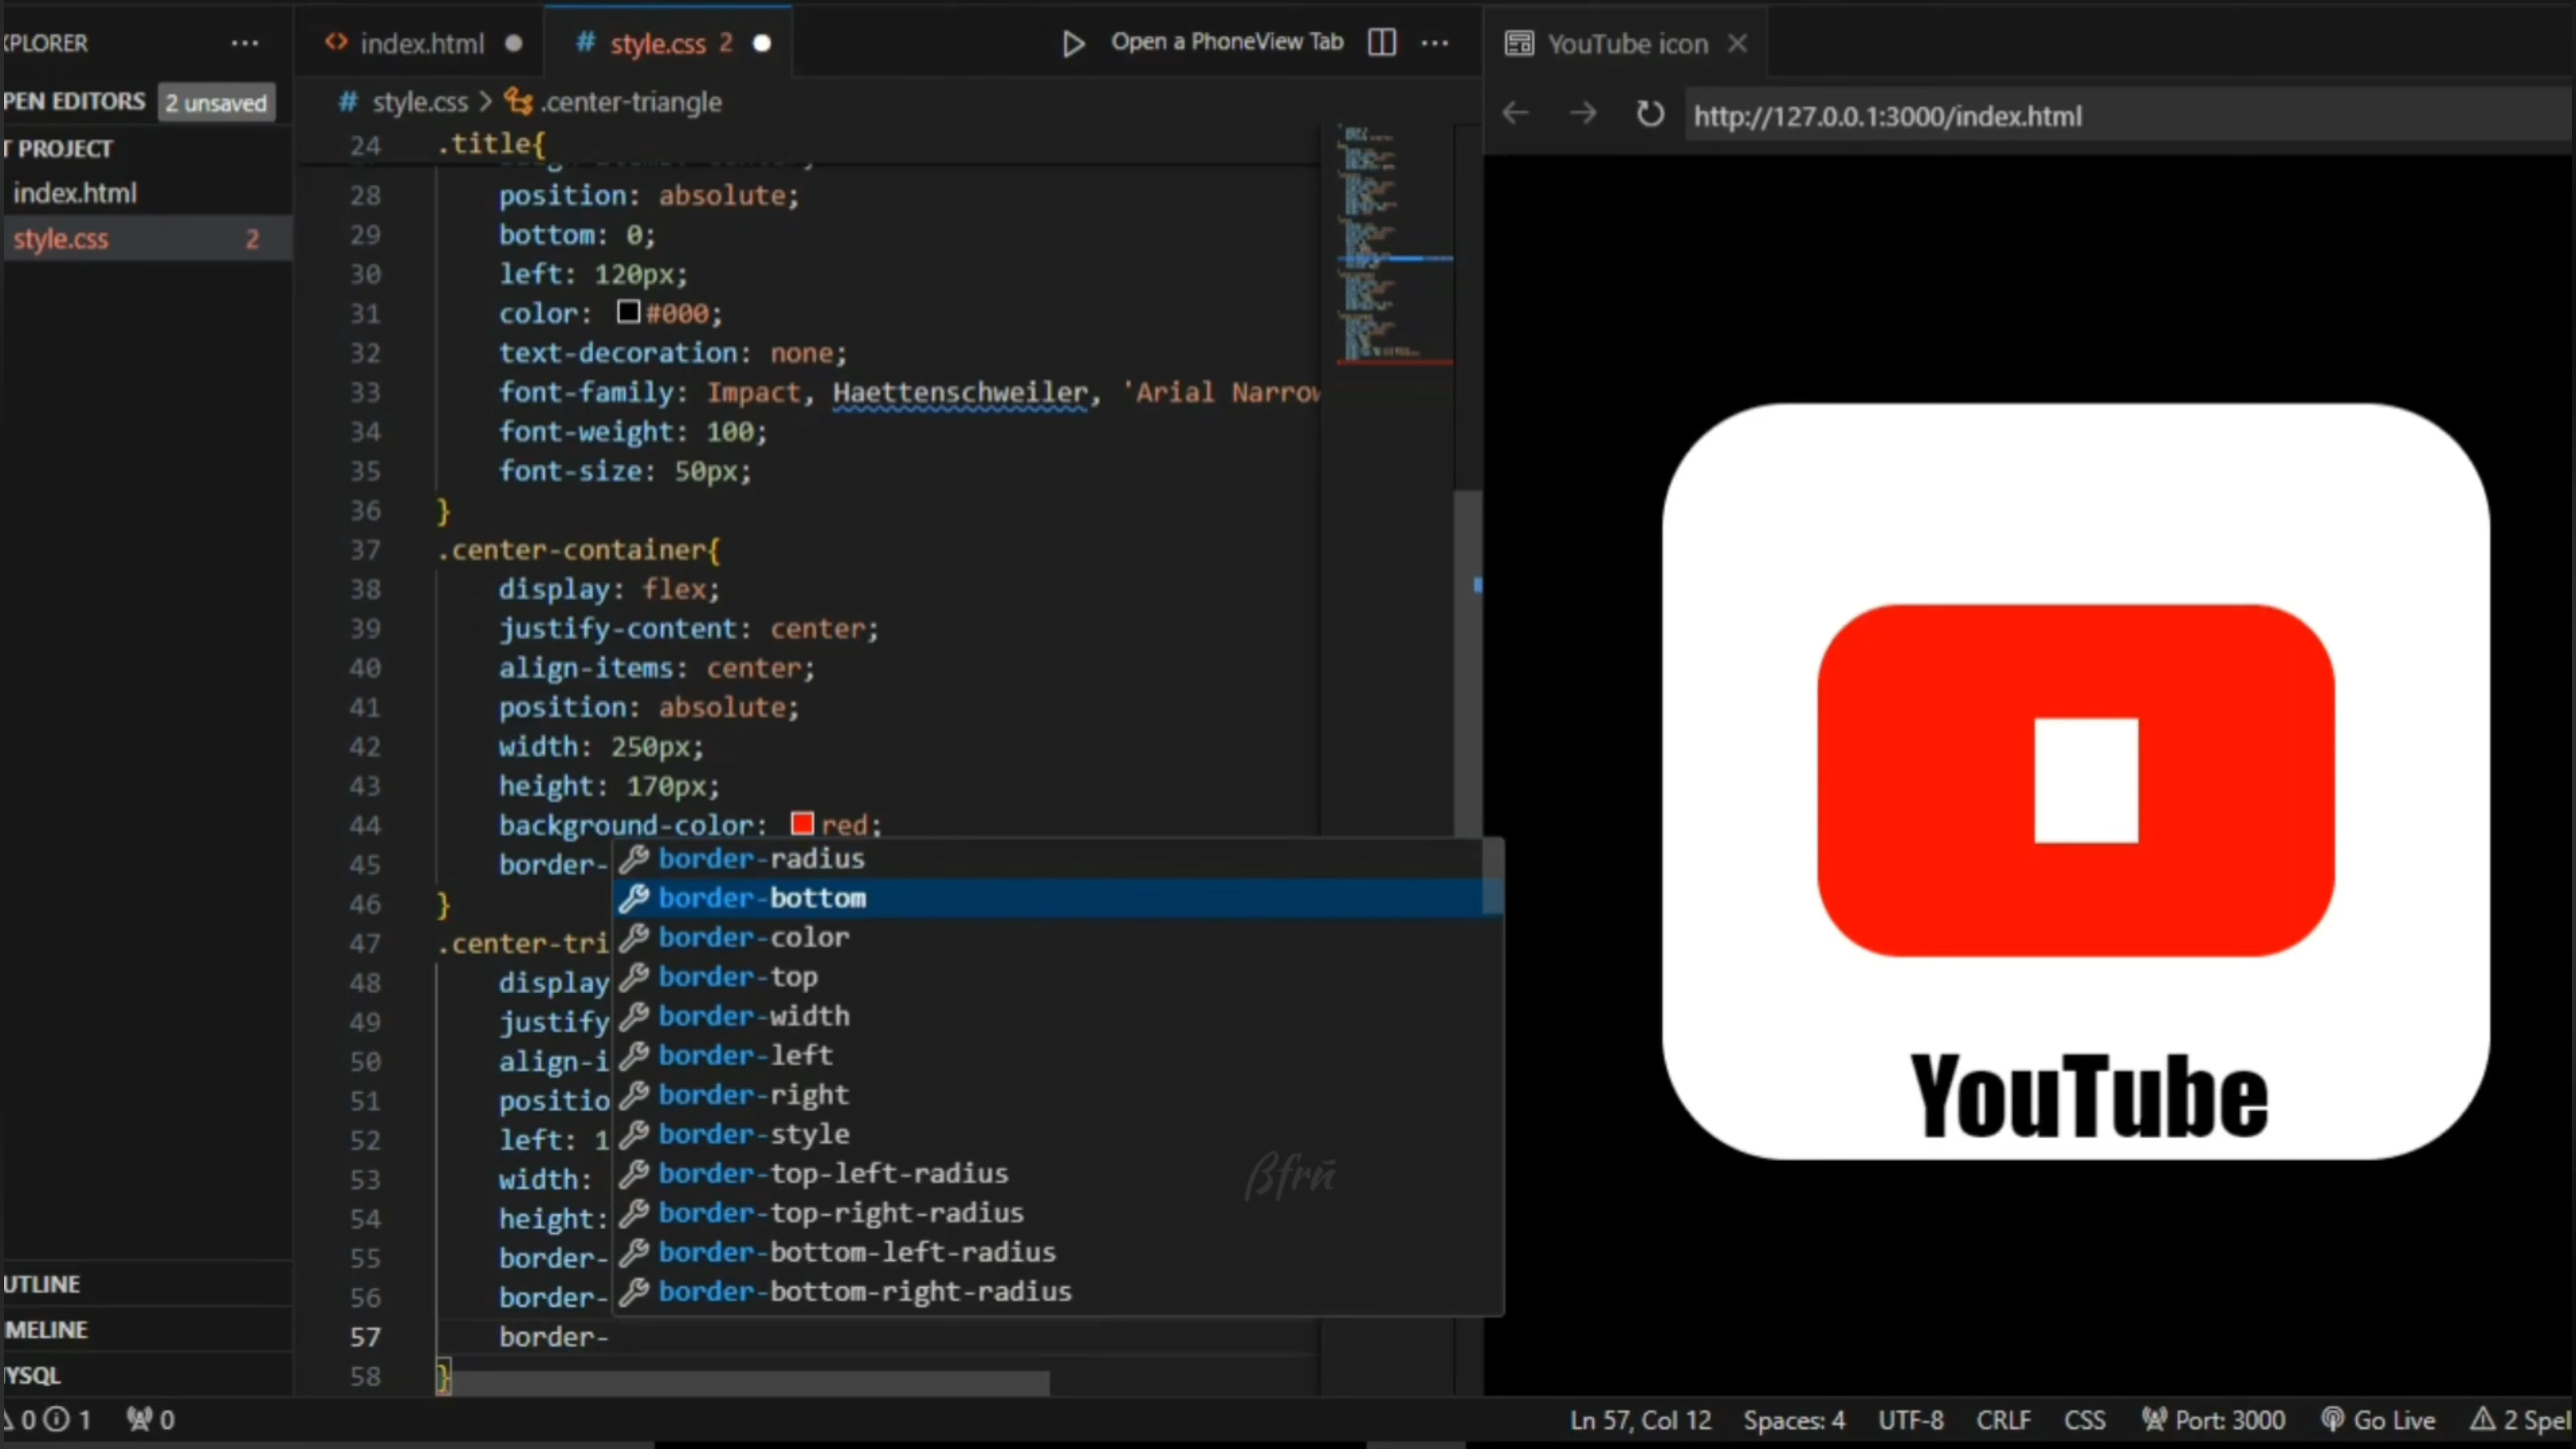 XPLORER ···
index.html
# style.css 2
Open a PhoneView Tab ···
YouTube icon
PEN EDITORS 2 unsaved
# style.css > .center-triangle
http://127.0.0.1:3000/index.html
T PROJECT
index.html
style.css 2
24 .title{
28 position: absolute;
29 bottom: 0;
30 left: 120px;
31 color: #000;
32 text-decoration: none;
33 font-family: Impact, Haettenschweiler, 'Arial Narrow
34 font-weight: 100;
35 font-size: 50px;
36 }
37 .center-container{
38 display: flex;
39 justify-content: center;
40 align-items: center;
41 position: absolute;
42 width: 250px;
43 height: 170px;
44 background-color: red;
45 border-
46 }
47 .center-tri
48 display
49 justify
50 align-i
51 positio
52 left: 1
53 width:
54 height:
55 border-
56 border-
57 border-
58 }
border-radius
border-bottom
border-color
border-top
border-width
border-left
border-right
border-style
border-top-left-radius
border-top-right-radius
border-bottom-left-radius
border-bottom-right-radius
YouTube
UTLINE
IMELINE
YSQL
0 1 0
Ln 57, Col 12 Spaces: 4 UTF-8 CRLF CSS Port: 3000 Go Live 2 Spel